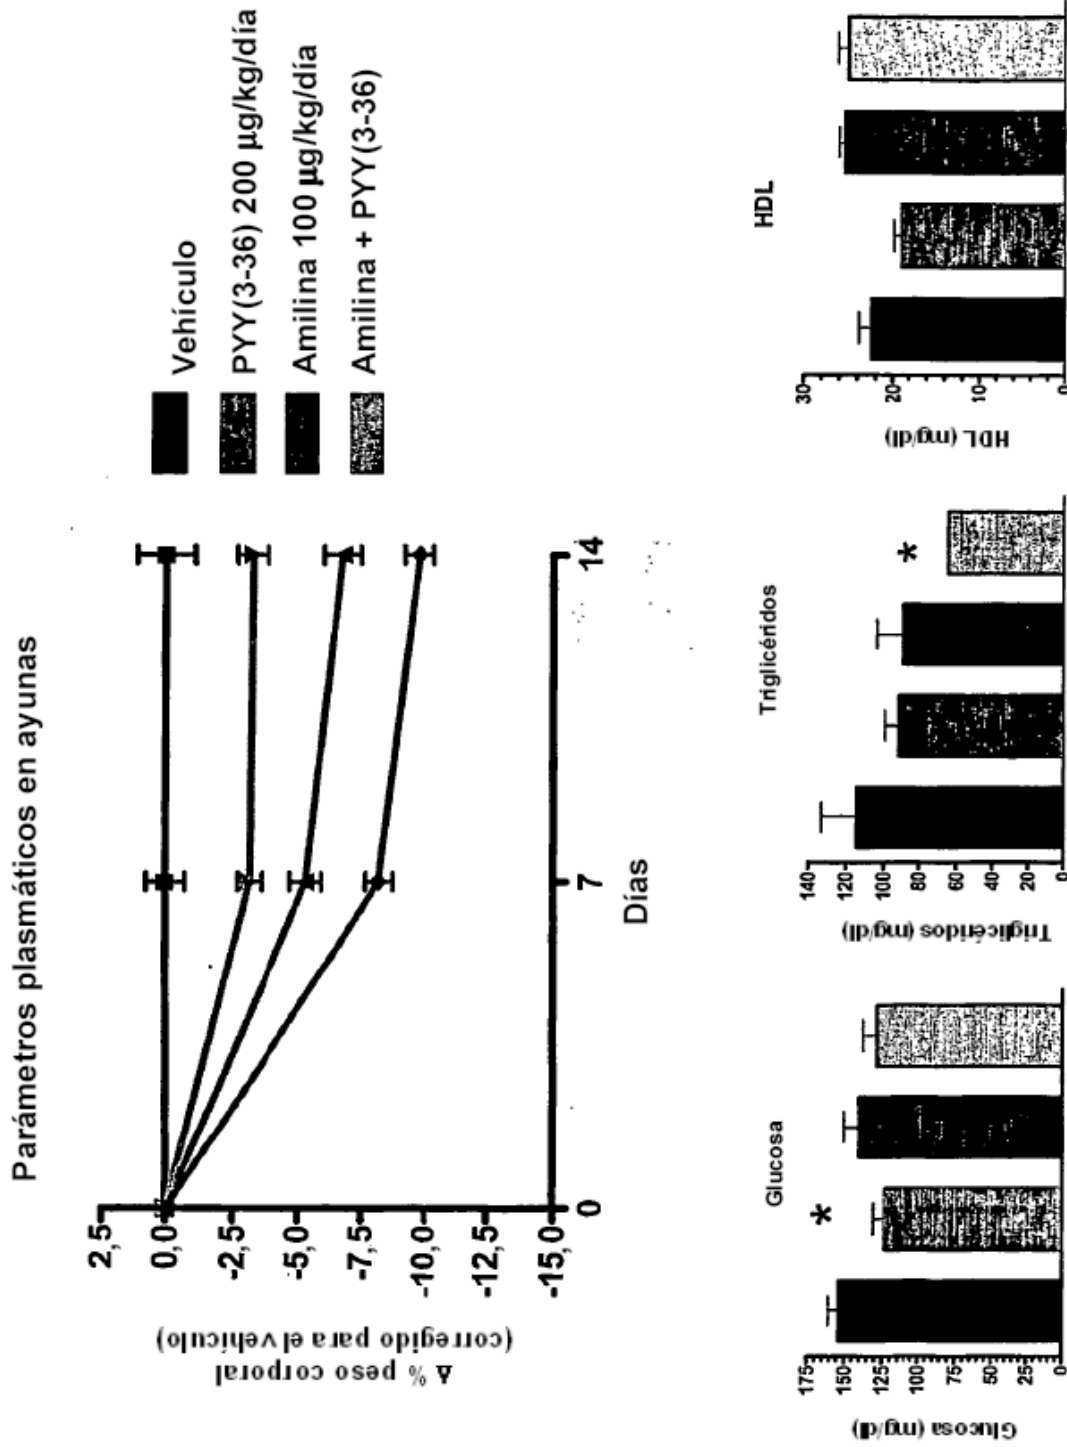 Parámetros plasmáticos en ayunas
Δ % peso corporal
(corregido para el vehículo)
2,5
0,0
-2,5
-5,0
-7,5
-10,0
-12,5
-15,0
0
7
14
Días
Vehículo
PYY(3-36) 200 µg/kg/día
Amilina 100 µg/kg/día
Amilina + PYY(3-36)
Glucosa
Glucosa (mg/dl)
175
150
125
100
75
50
25
0
*
Triglicéridos
Triglicéridos (mg/dl)
140
120
100
80
60
40
20
0
*
HDL
HDL (mg/dl)
30
20
10
0